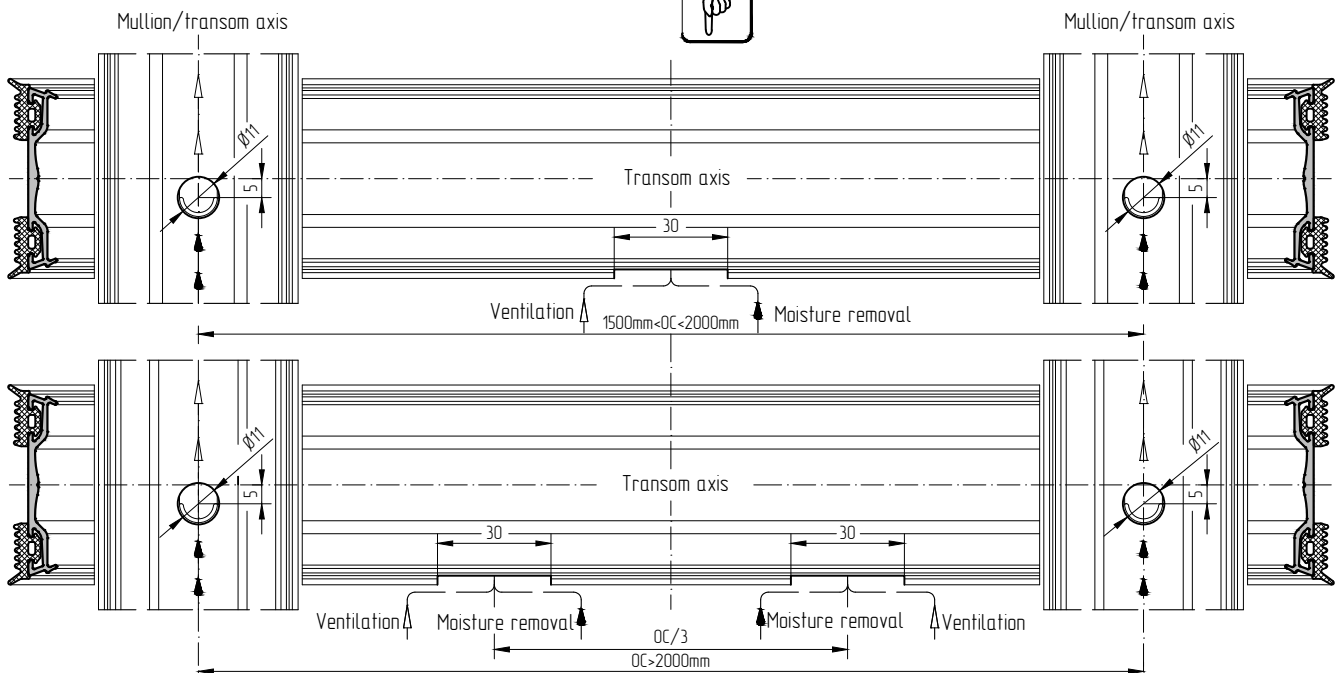 Mullion/transom axis
Mullion/transom axis
Ø11
Ø11
5
5
Transom axis
30
Ventilation
Moisture removal
1500mm<OC<2000mm
Ø11
Ø11
5
5
Transom axis
30
30
Ventilation
Moisture removal
Moisture removal
Ventilation
OC/3
OC>2000mm